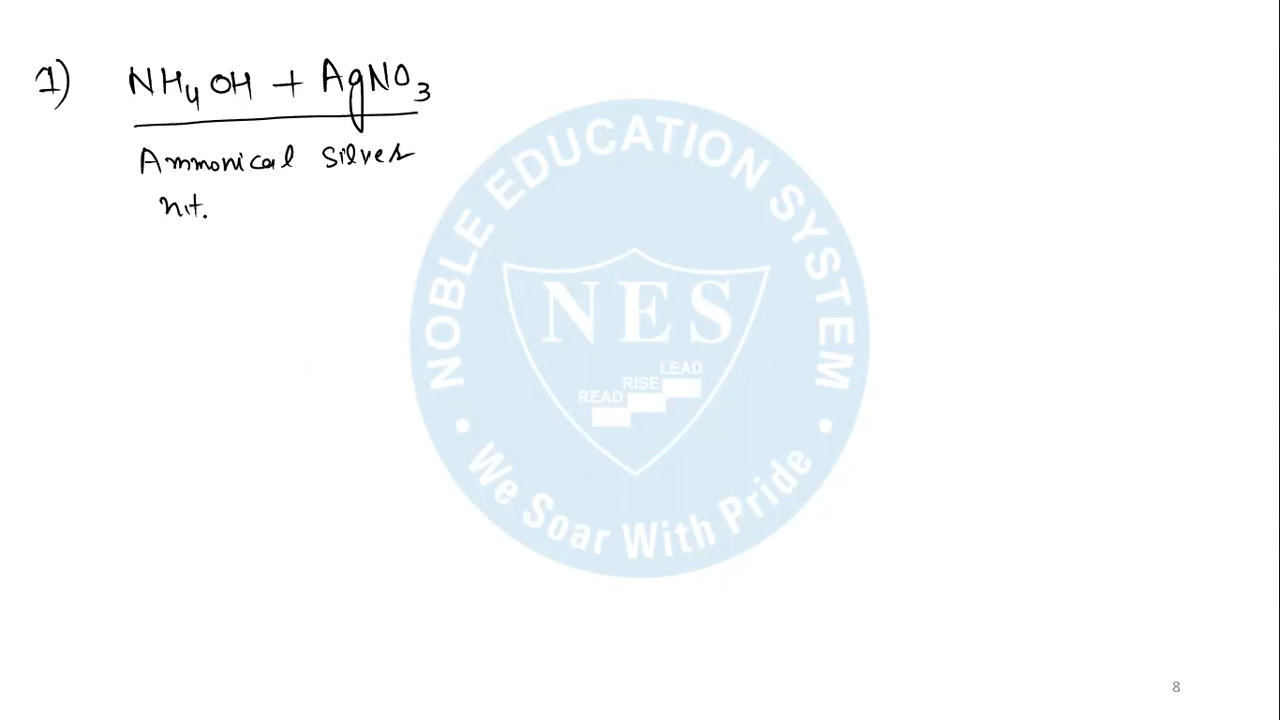 1) NH₄OH + AgNO₃
Ammonical silver
nit.
NOBLE EDUCATION SYSTEM
NES
LEAD
RISE
READ
• We Soar With Pride •
8